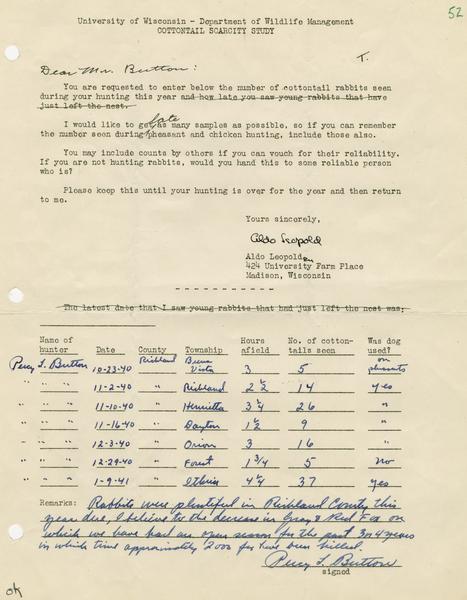 52
University of Wisconsin - Department of Wildlife Management
COTTONTAIL SCARCITY STUDY
T.
Dear Mr. Button:
You are requested to enter below the number of cottontail rabbits seen
during your hunting this year and how late you saw young rabbits that have
just left the nest.
I would like to get as many samples as possible, so if you can remember
the number seen during late pheasant and chicken hunting, include those also.
You may include counts by others if you can vouch for their reliability.
If you are not hunting rabbits, would you hand this to some reliable person
who is?
Please keep this until your hunting is over for the year and then return
to me.
Yours sincerely,
Aldo Leopold
Aldo Leopold
424 University Farm Place
Madison, Wisconsin
The latest date that I saw young rabbits that had just left the nest was:
Name of hunter Date County Township Hours afield No. of cottontails seen Was dog used?
Percy L. Button 10-23-40 Richland Buena Vista 3 5 on pheasants
" " " 11-2-40 " Richland 2 1/2 14 yes
" " " 11-10-40 " Henrietta 3 1/4 26 "
" " " 11-16-40 " Dayton 1 1/2 9 "
" " " 12-3-40 " Orion 3 16 "
" " " 12-29-40 " Forest 1 3/4 5 no
" " " 1-9-41 " Ithica 4 1/4 37 yes
Remarks: Rabbits were plentiful in Richland County this
year due, I believe to the decrease in Gray & Red Fox on
which we have had an open season for the past 3 or 4 years
in which time approximately 2000 fox have been killed.
Percy L. Button
signed
ok